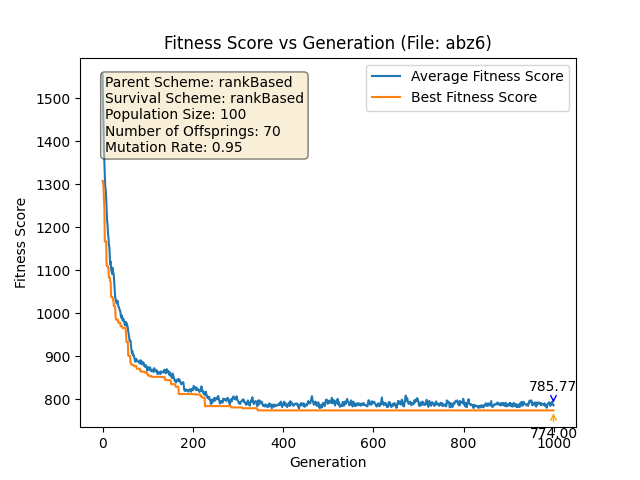 Fitness Score vs Generation (File: abz6)
Parent Scheme: rankBased
Survival Scheme: rankBased
Population Size: 100
Number of Offsprings: 70
Mutation Rate: 0.95
Average Fitness Score
Best Fitness Score
Fitness Score
1500
1400
1300
1200
1100
1000
900
800
785.77
774.00
0
200
400
600
800
1000
Generation